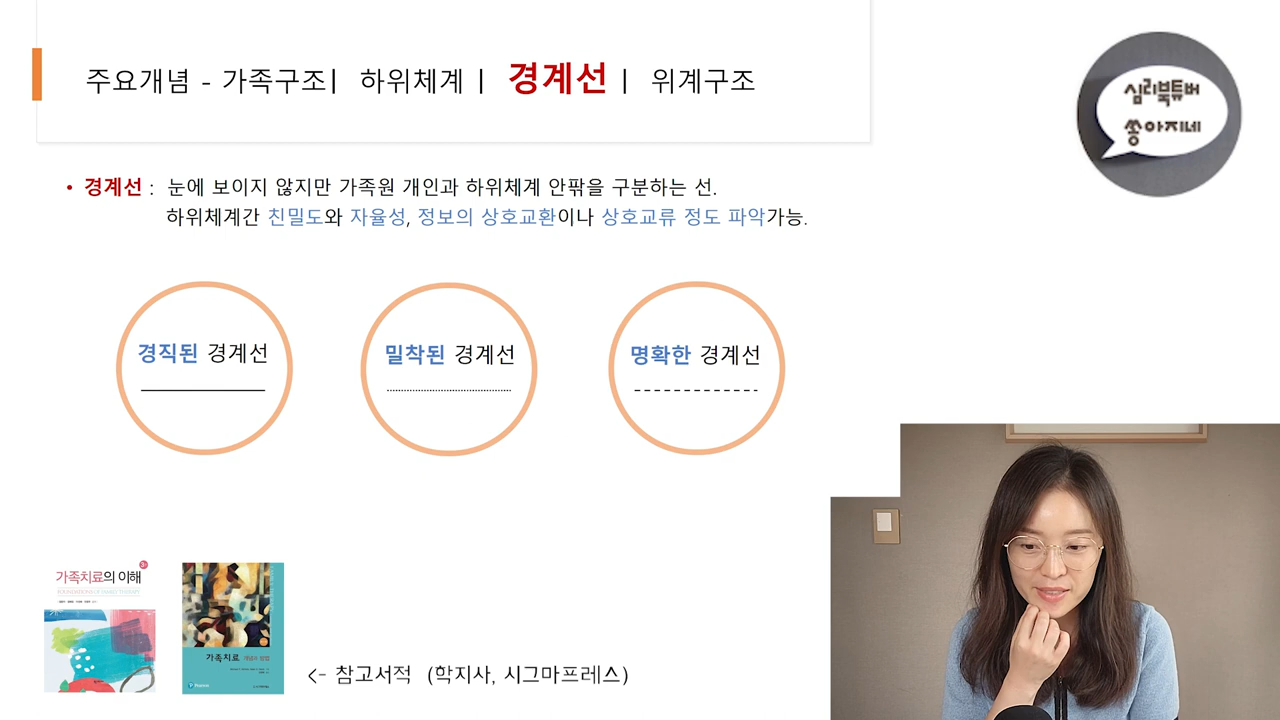 주요개념 - 가족구조| 하위체계 | 경계선 | 위계구조
심리북튜버
쏭아지네
• 경계선 : 눈에 보이지 않지만 가족원 개인과 하위체계 안팎을 구분하는 선.
하위체계간 친밀도와 자율성, 정보의 상호교환이나 상호교류 정도 파악가능.
경직된 경계선
밀착된 경계선
명확한 경계선
가족치료의 이해
가족치료 개념과 방법
<- 참고서적 (학지사, 시그마프레스)